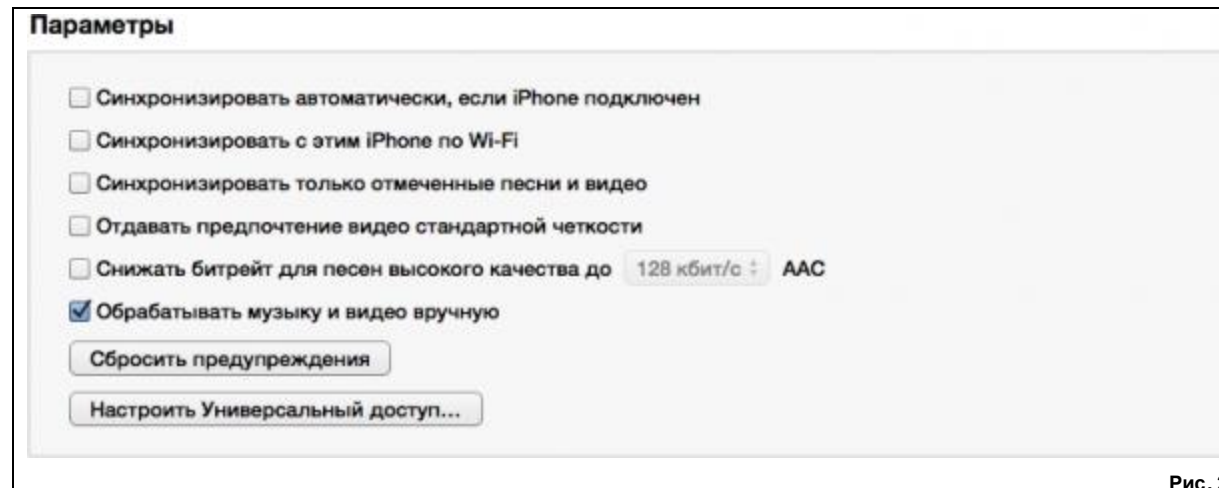 Параметры
Синхронизировать автоматически, если iPhone подключен
Синхронизировать с этим iPhone по Wi-Fi
Синхронизировать только отмеченные песни и видео
Отдавать предпочтение видео стандартной четкости
Снижать битрейт для песен высокого качества до 128 кбит/с AAC
Обрабатывать музыку и видео вручную
Сбросить предупреждения
Настроить Универсальный доступ...
Рис.